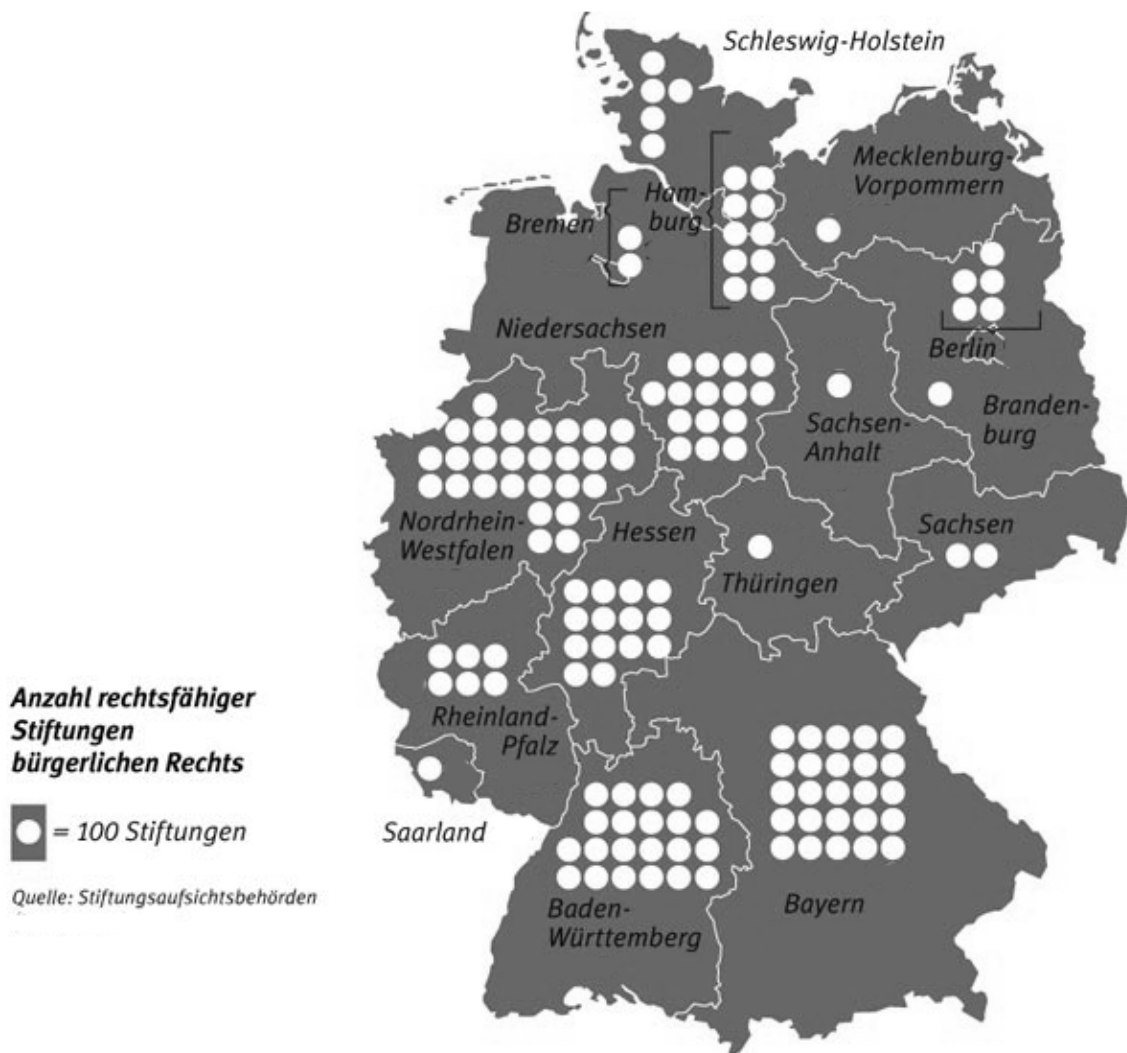 Schleswig-Holstein
Mecklenburg-
Vorpommern
Ham-
burg
Bremen
Niedersachsen
Berlin
Branden-
burg
Sachsen-
Anhalt
Nordrhein-
Westfalen
Hessen
Sachsen
Thüringen
Anzahl rechtsfähiger
Stiftungen
bürgerlichen Rechts
Rheinland-
Pfalz
= 100 Stiftungen
Saarland
Quelle: Stiftungsaufsichtsbehörden
Baden-
Württemberg
Bayern